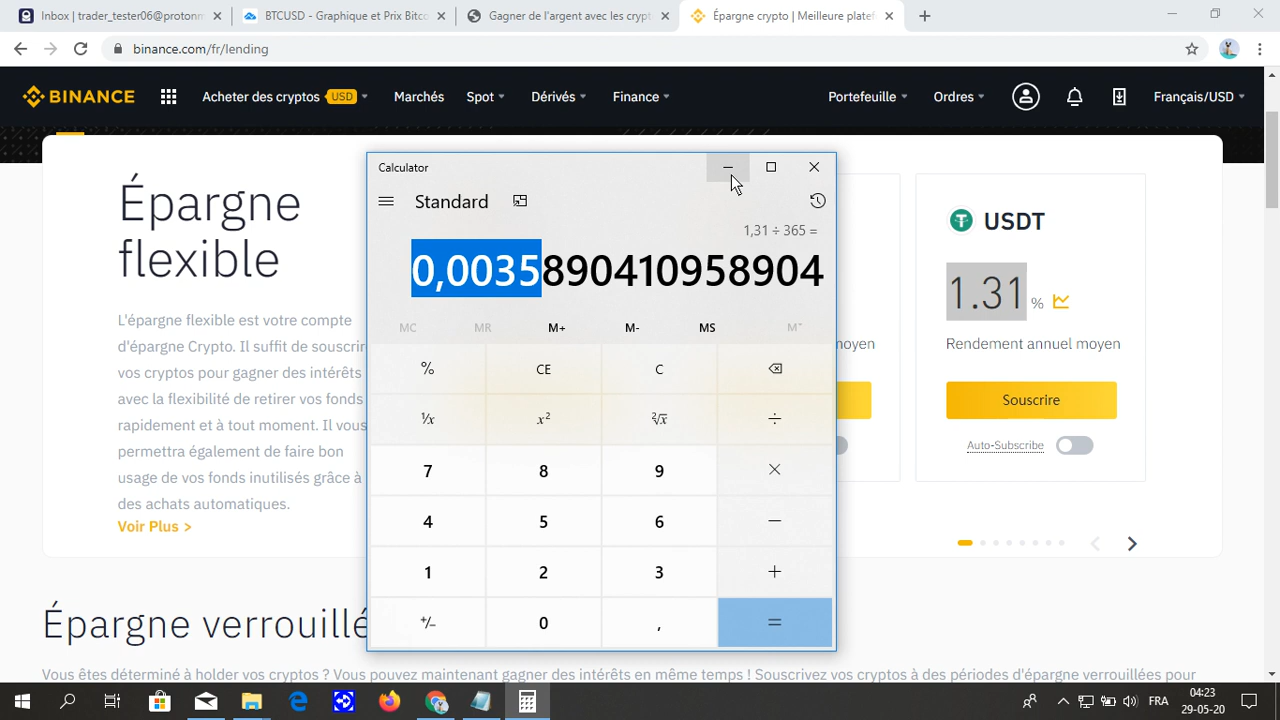 Inbox | trader_tester06@protonm
BTCUSD - Graphique et Prix Bitco
Gagner de l'argent avec les crypt
Épargne crypto | Meilleure platef
binance.com/fr/lending
BINANCE
Acheter des cryptos
USD
Marchés
Spot
Dérivés
Finance
Portefeuille
Ordres
Français/USD
Épargne
flexible
L'épargne flexible est votre compte
d'épargne Crypto. Il suffit de souscrir
vos cryptos pour gagner des intérêts
avec la flexibilité de retirer vos fonds
rapidement et à tout moment. Il vous
permettra également de faire bon
usage de vos fonds inutilisés grâce à
des achats automatiques.
Voir Plus >
Calculator
Standard
1,31 ÷ 365 =
0,0035890410958904
MC MR M+ M- MS M˅
% CE C
⅟x x² ²√x ÷
7 8 9 ×
4 5 6 −
1 2 3 +
+/− 0 , =
oyen
USDT
1.31 %
Rendement annuel moyen
Souscrire
Auto-Subscribe
Épargne verrouillé
Vous êtes déterminé à holder vos cryptos ? Vous pouvez maintenant gagner des intérêts en même temps ! Souscrivez vos cryptos à des périodes d'épargne verrouillées pour
FRA
04:23
29-05-20